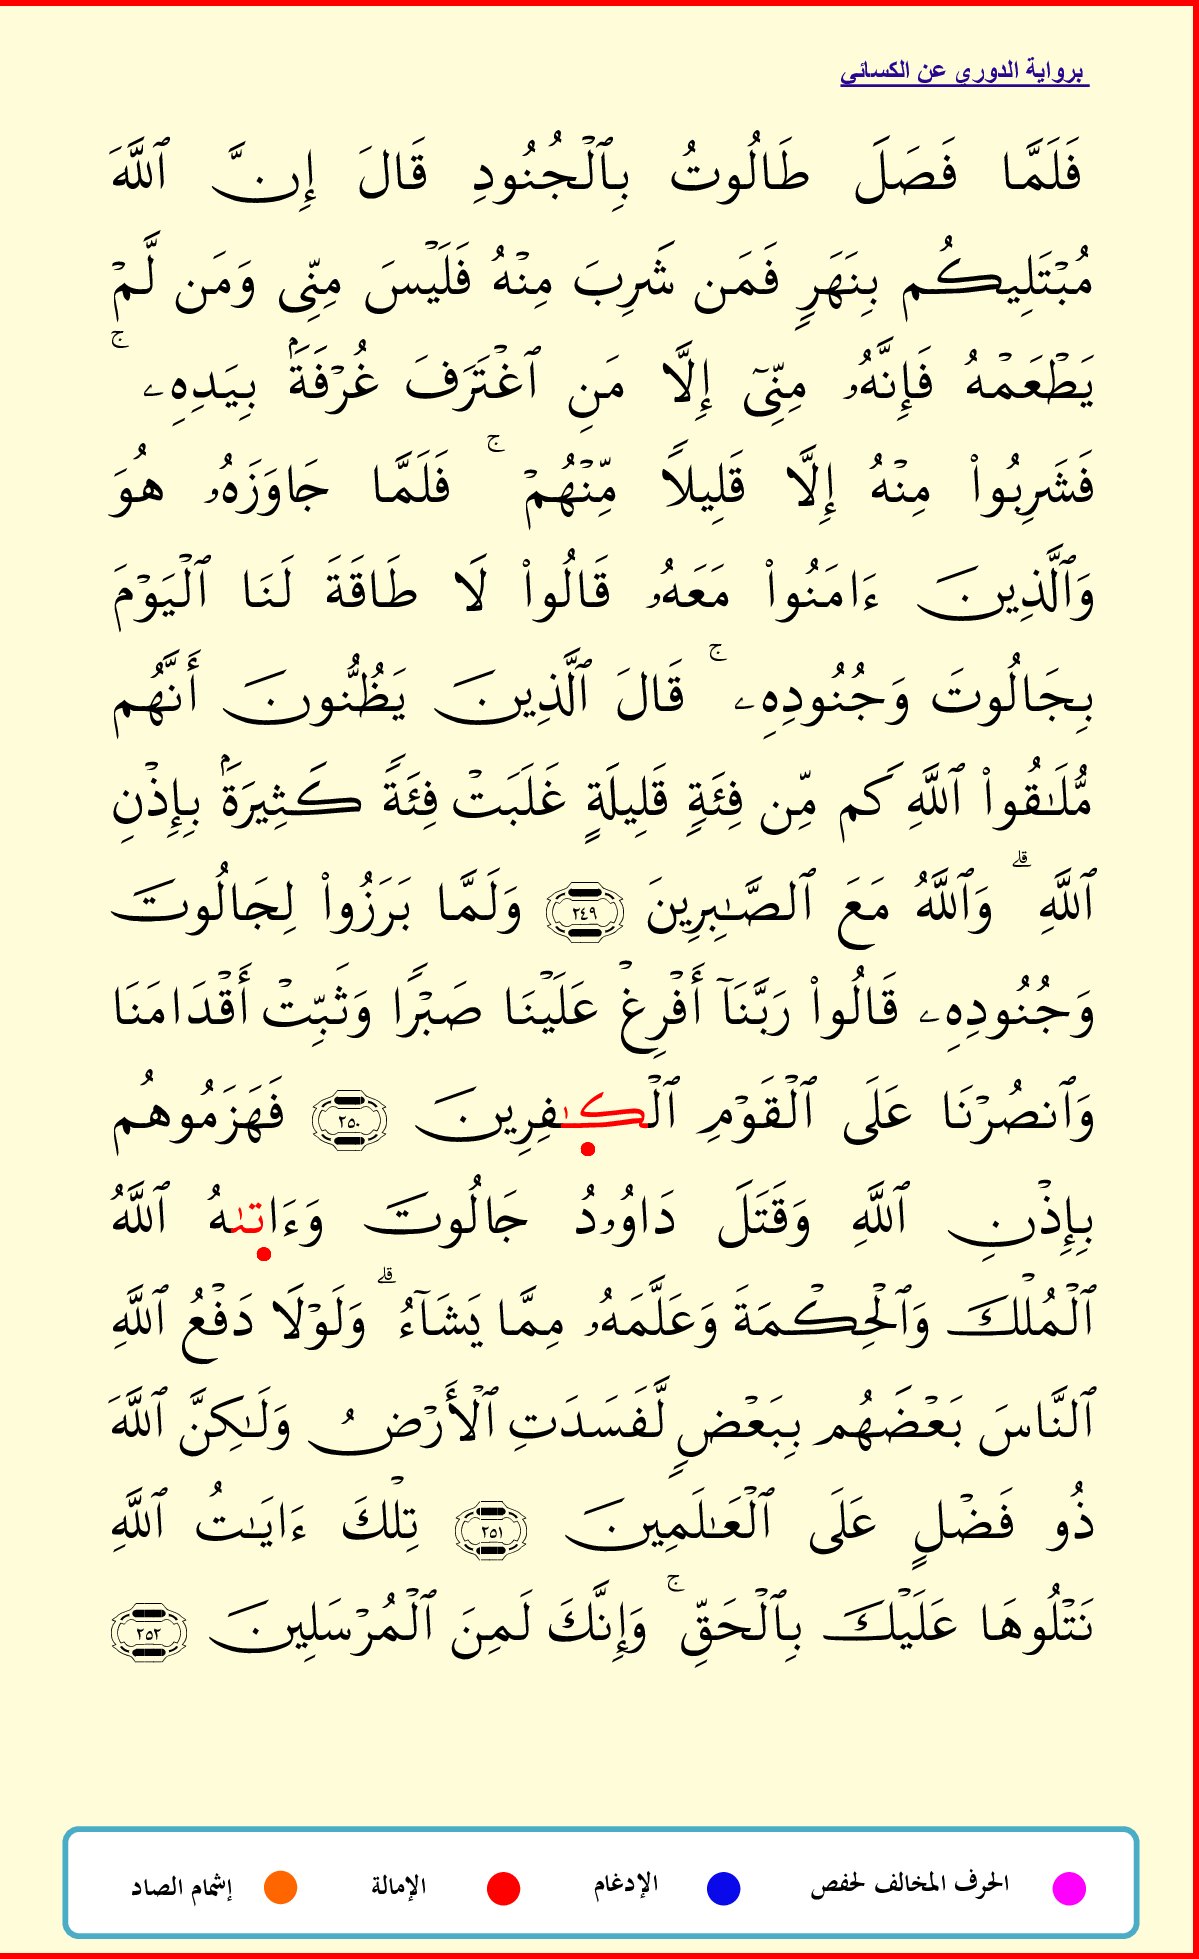 برواية الدوري عن الكسائي
فَلَمَّا فَصَلَ طَالُوتُ بِٱلۡجُنُودِ قَالَ إِنَّ ٱللَّهَ
مُبۡتَلِيكُم بِنَهَرٖ فَمَن شَرِبَ مِنۡهُ فَلَيۡسَ مِنِّي وَمَن لَّمۡ
يَطۡعَمۡهُ فَإِنَّهُۥ مِنِّيٓ إِلَّا مَنِ ٱغۡتَرَفَ غُرۡفَةَۢ بِيَدِهِۦۚ
فَشَرِبُواْ مِنۡهُ إِلَّا قَلِيلٗا مِّنۡهُمۡۚ فَلَمَّا جَاوَزَهُۥ هُوَ
وَٱلَّذِينَ ءَامَنُواْ مَعَهُۥ قَالُواْ لَا طَاقَةَ لَنَا ٱلۡيَوۡمَ
بِجَالُوتَ وَجُنُودِهِۦۚ قَالَ ٱلَّذِينَ يَظُنُّونَ أَنَّهُم
مُّلَٰقُواْ ٱللَّهِ كَم مِّن فِئَةٖ قَلِيلَةٍ غَلَبَتۡ فِئَةٗ كَثِيرَةَۢ بِإِذۡنِ
ٱللَّهِۗ وَٱللَّهُ مَعَ ٱلصَّٰبِرِينَ ٢٤٩ وَلَمَّا بَرَزُواْ لِجَالُوتَ
وَجُنُودِهِۦ قَالُواْ رَبَّنَآ أَفۡرِغۡ عَلَيۡنَا صَبۡرٗا وَثَبِّتۡ أَقۡدَامَنَا
وَٱنصُرۡنَا عَلَى ٱلۡقَوۡمِ ٱلۡكَٰفِرِينَ ٢٥٠ فَهَزَمُوهُم
بِإِذۡنِ ٱللَّهِ وَقَتَلَ دَاوُۥدُ جَالُوتَ وَءَاتَىٰهُ ٱللَّهُ
ٱلۡمُلۡكَ وَٱلۡحِكۡمَةَ وَعَلَّمَهُۥ مِمَّا يَشَآءُۗ وَلَوۡلَا دَفۡعُ ٱللَّهِ
ٱلنَّاسَ بَعۡضَهُم بِبَعۡضٖ لَّفَسَدَتِ ٱلۡأَرۡضُ وَلَٰكِنَّ ٱللَّهَ
ذُو فَضۡلٍ عَلَى ٱلۡعَٰلَمِينَ ٢٥١ تِلۡكَ ءَايَٰتُ ٱللَّهِ
نَتۡلُوهَا عَلَيۡكَ بِٱلۡحَقِّۚ وَإِنَّكَ لَمِنَ ٱلۡمُرۡسَلِينَ ٢٥٢
الحرف المخالف لحفص الإدغام الإمالة إشمام الصاد